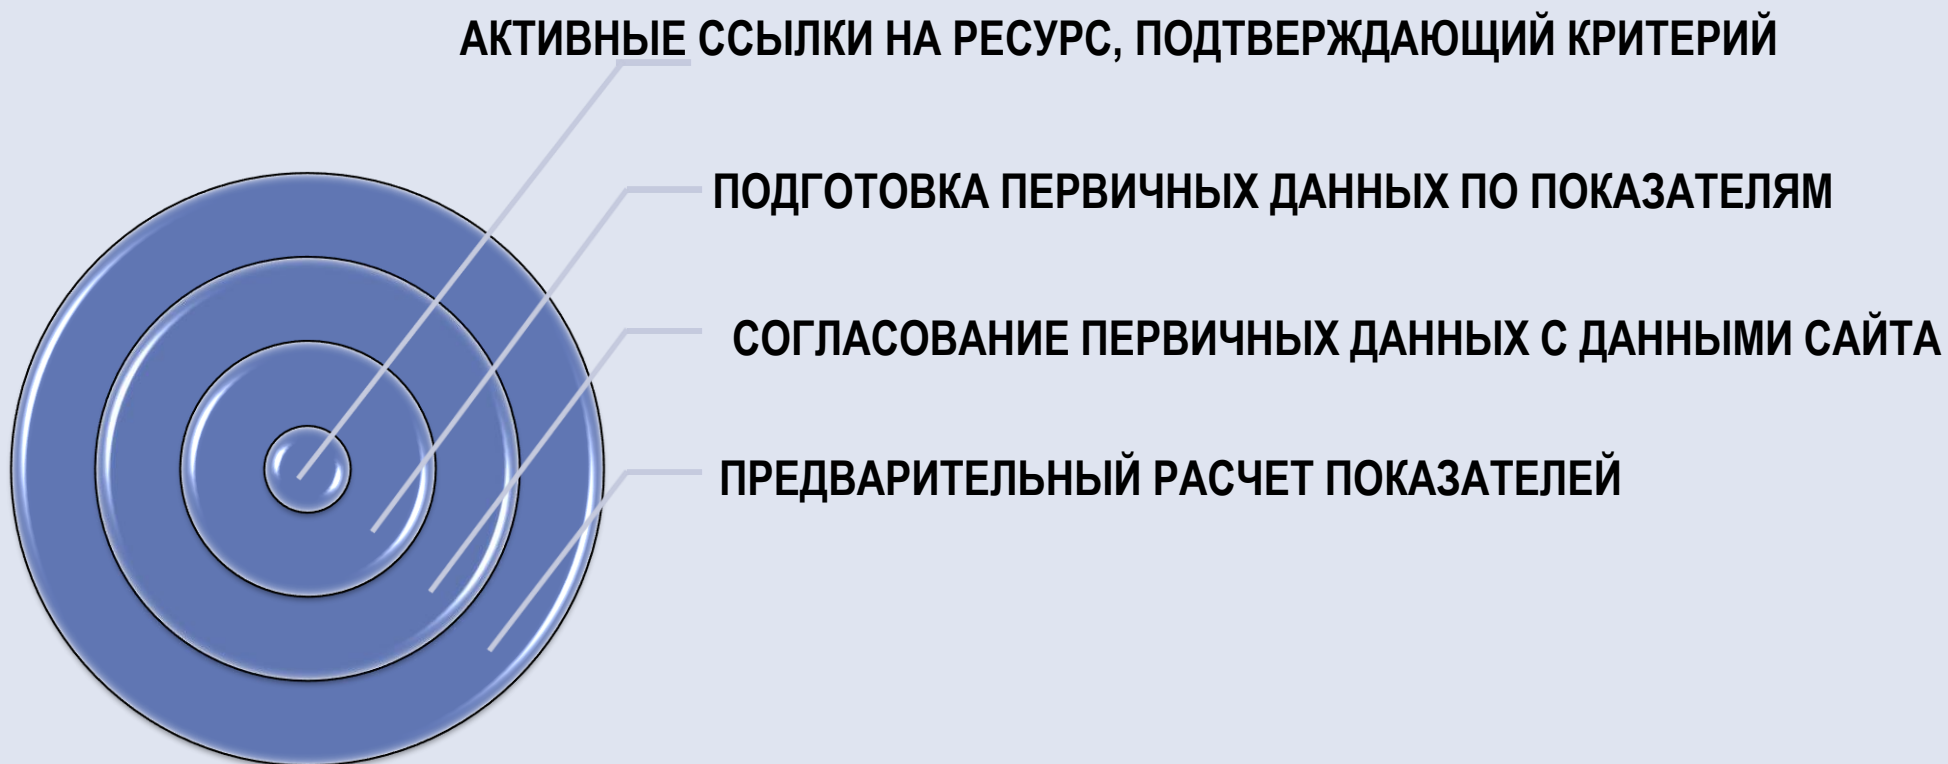 АКТИВНЫЕ ССЫЛКИ НА РЕСУРС, ПОДТВЕРЖДАЮЩИЙ КРИТЕРИЙ
ПОДГОТОВКА ПЕРВИЧНЫХ ДАННЫХ ПО ПОКАЗАТЕЛЯМ
СОГЛАСОВАНИЕ ПЕРВИЧНЫХ ДАННЫХ С ДАННЫМИ САЙТА
ПРЕДВАРИТЕЛЬНЫЙ РАСЧЕТ ПОКАЗАТЕЛЕЙ